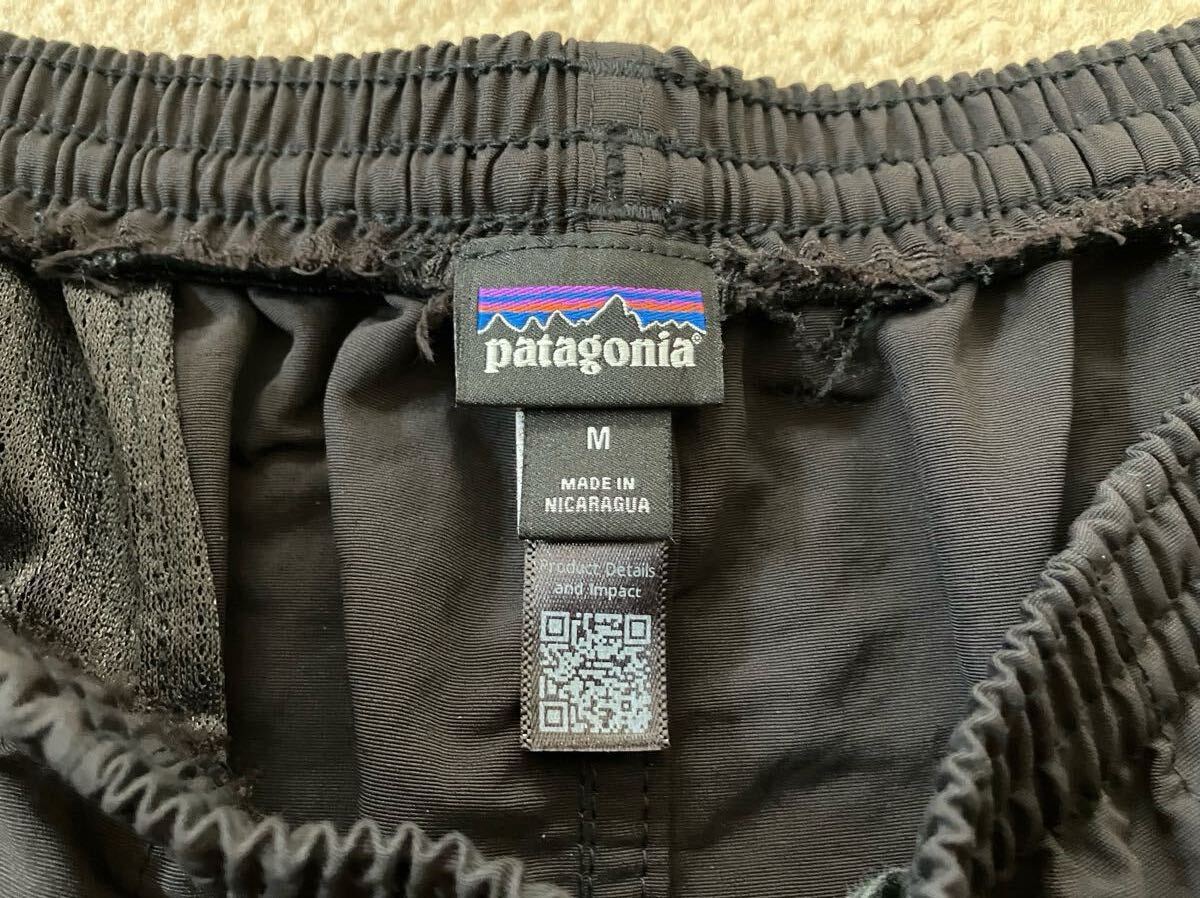 patagonia®
M
MADE IN
NICARAGUA
Product Details
and Impact